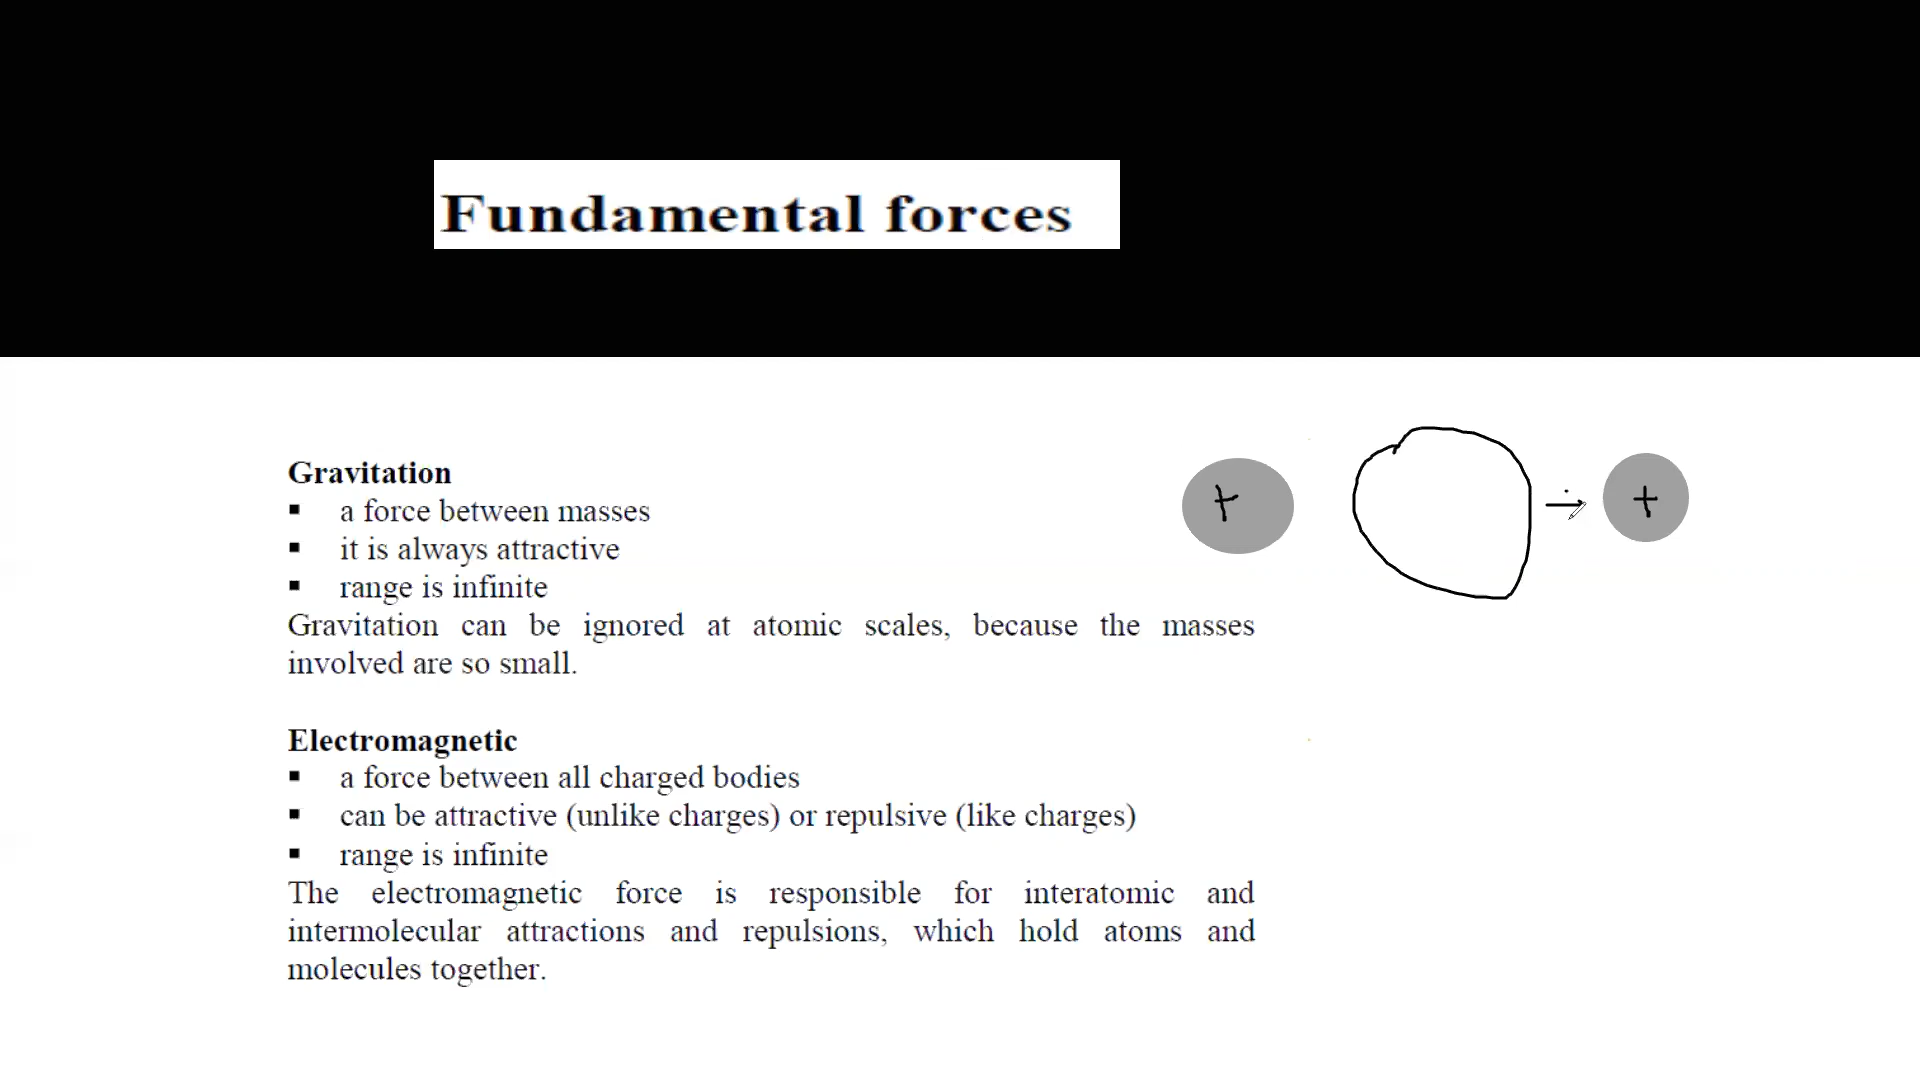 Fundamental forces
Gravitation
▪ a force between masses
▪ it is always attractive
▪ range is infinite
Gravitation can be ignored at atomic scales, because the masses
involved are so small.
+
+
Electromagnetic
▪ a force between all charged bodies
▪ can be attractive (unlike charges) or repulsive (like charges)
▪ range is infinite
The electromagnetic force is responsible for interatomic and
intermolecular attractions and repulsions, which hold atoms and
molecules together.